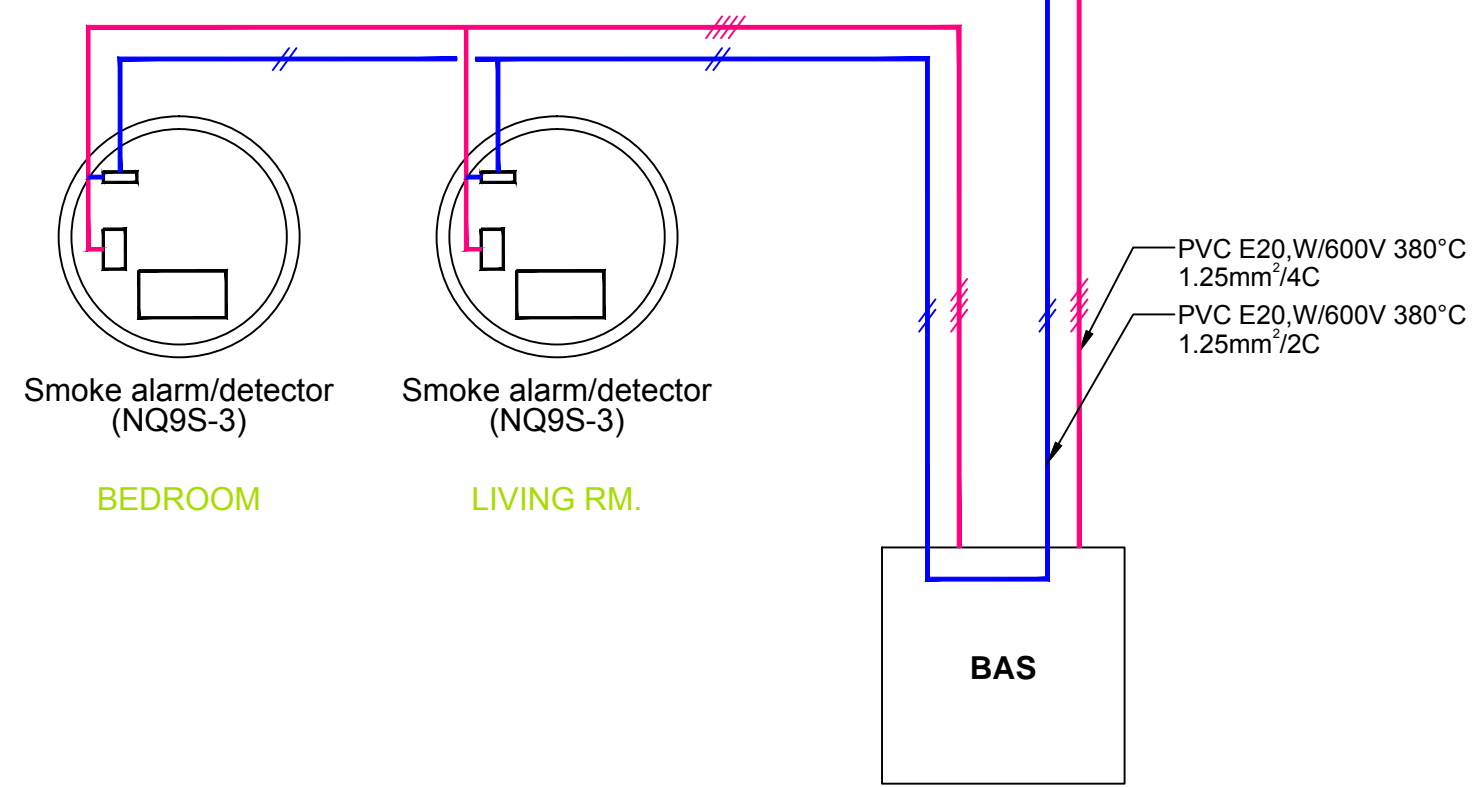 PVC E20,W/600V 380°C
1.25mm²/4C
PVC E20,W/600V 380°C
1.25mm²/2C
Smoke alarm/detector
(NQ9S-3)
Smoke alarm/detector
(NQ9S-3)
BEDROOM
LIVING RM.
BAS